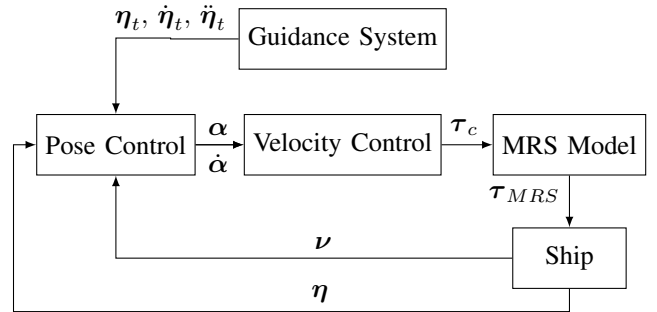 η_t, η̇_t, η̈_t
Guidance System
Pose Control
α
α̇
Velocity Control
τ_c
MRS Model
τ_MRS
Ship
ν
η